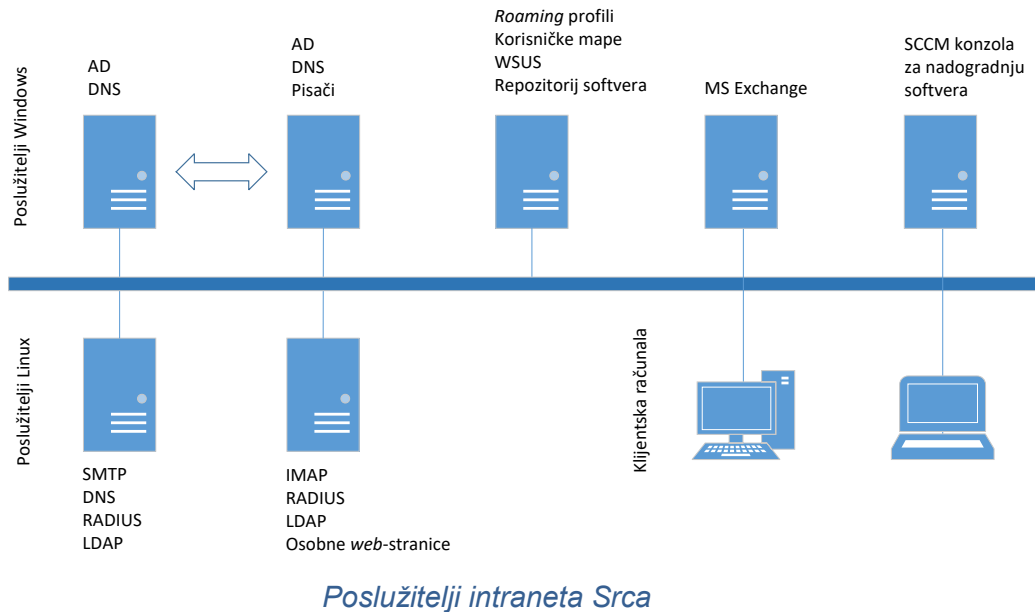 Poslužitelji Windows
AD
DNS
AD
DNS
Pisači
Roaming profili
Korisničke mape
WSUS
Repozitorij softvera
MS Exchange
SCCM konzola
za nadogradnju
softvera
Poslužitelji Linux
SMTP
DNS
RADIUS
LDAP
IMAP
RADIUS
LDAP
Osobne web-stranice
Klijentska računala
Poslužitelji intraneta Srca